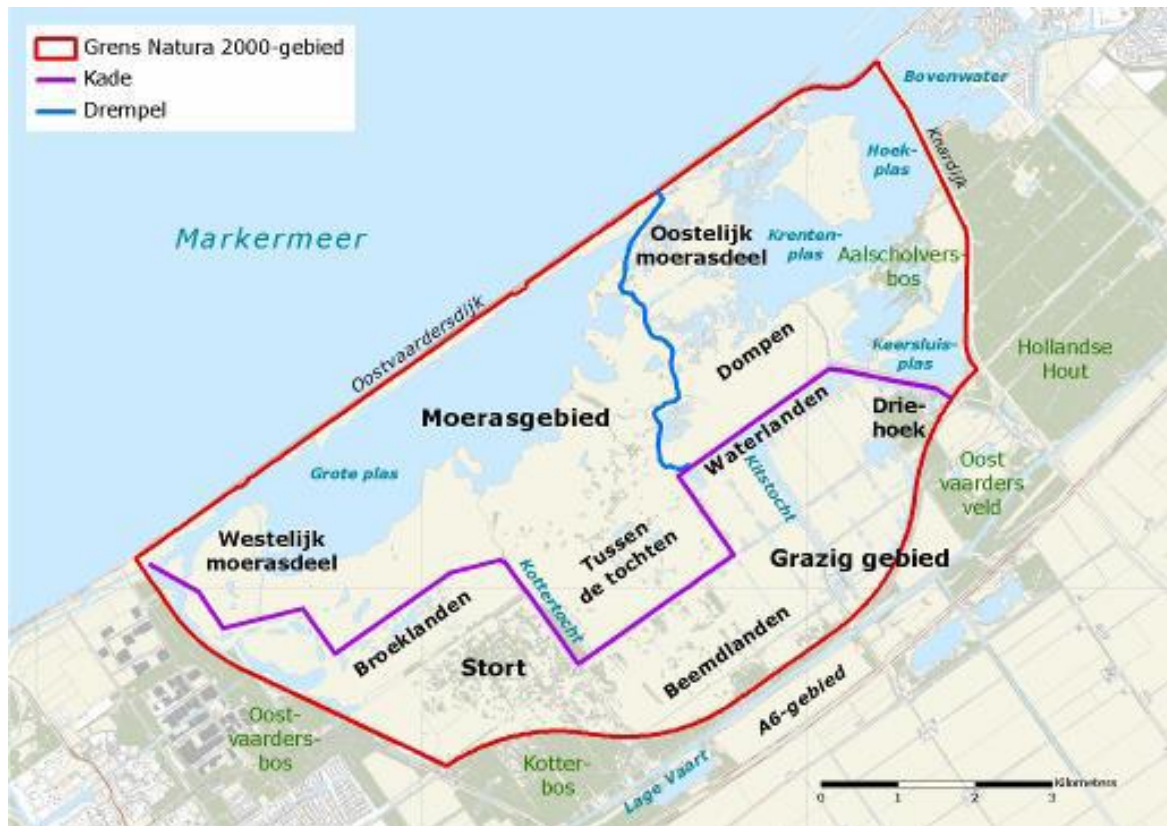 Grens Natura 2000-gebied
Kade
Drempel
Bovenwater
Knardijk
Hoek-
plas
Markermeer
Oostelijk
moerasdeel
Krenten-
plas
Aalscholvers-
bos
Oostvaardersdijk
Dompen
Keersluis-
plas
Hollandse
Hout
Moerasgebied
Drie-
hoek
Waterlanden
Grote plas
Kitstocht
Oost
vaarders
veld
Westelijk
moerasdeel
Tussen
de tochten
Grazig gebied
Kottertocht
Broeklanden
Stort
Beemdlanden
A6-gebied
Oost-
vaarders-
bos
Kotter-
bos
Lage Vaart
Kilometers
0 1 2 3